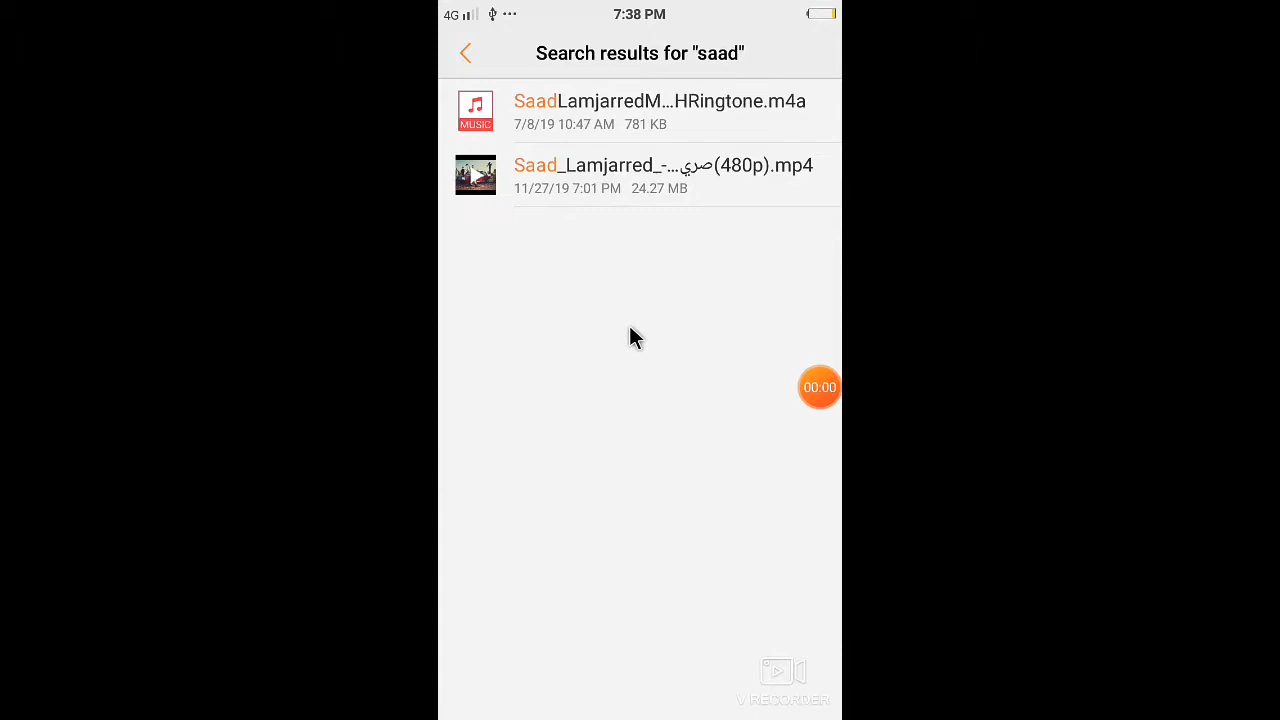 4G 7:38 PM
Search results for "saad"
SaadLamjarredM...HRingtone.m4a
MUSIC
7/8/19 10:47 AM 781 KB
Saad_Lamjarred_-...صري(480p).mp4
11/27/19 7:01 PM 24.27 MB
00:00
V RECORDER